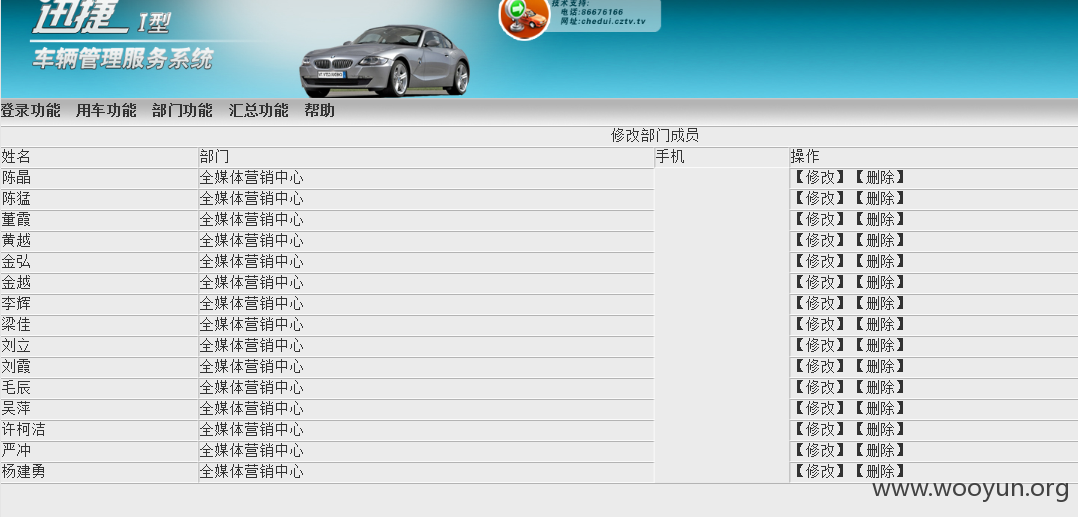 迅捷 I型
车辆管理服务系统
技术支持:
电话:86676166
网址:chedui.cztv.tv
登录功能 用车功能 部门功能 汇总功能 帮助
修改部门成员
姓名 部门 手机 操作
陈晶 全媒体营销中心 【修改】【删除】
陈猛 全媒体营销中心 【修改】【删除】
董霞 全媒体营销中心 【修改】【删除】
黄越 全媒体营销中心 【修改】【删除】
金弘 全媒体营销中心 【修改】【删除】
金越 全媒体营销中心 【修改】【删除】
李辉 全媒体营销中心 【修改】【删除】
梁佳 全媒体营销中心 【修改】【删除】
刘立 全媒体营销中心 【修改】【删除】
刘霞 全媒体营销中心 【修改】【删除】
毛辰 全媒体营销中心 【修改】【删除】
吴萍 全媒体营销中心 【修改】【删除】
许柯洁 全媒体营销中心 【修改】【删除】
严冲 全媒体营销中心 【修改】【删除】
杨建勇 全媒体营销中心 【修改】【删除】
www.wooyun.org